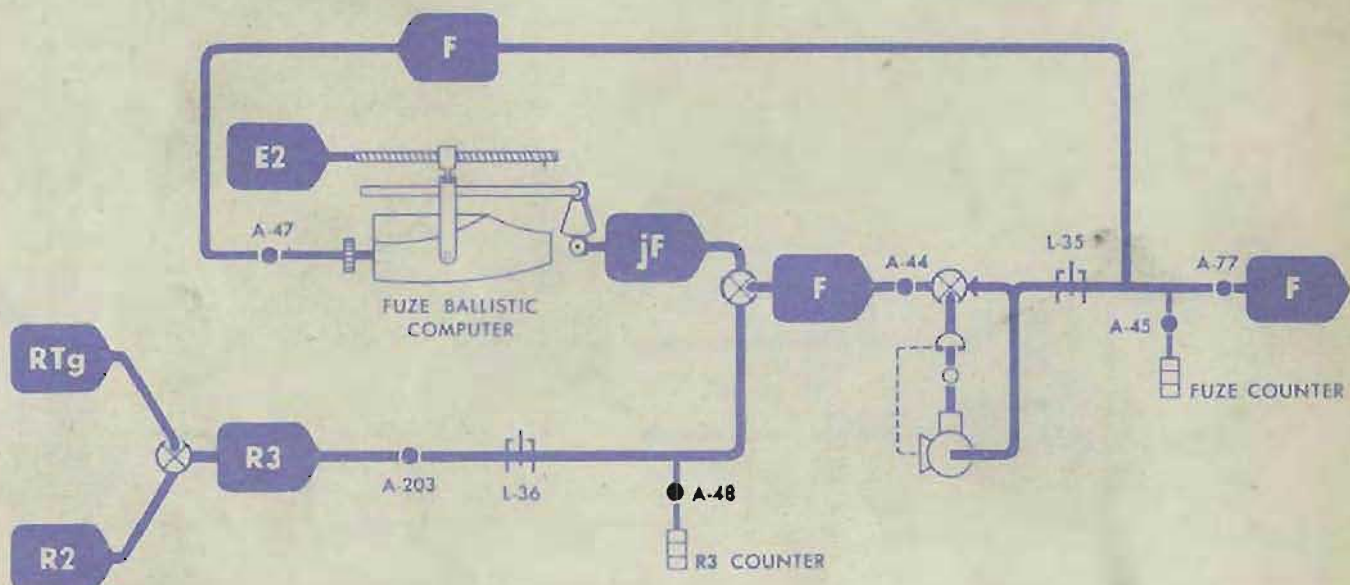 F
E2
A-47
jF
L-35
A-44
A-77
F
F
FUZE BALLISTIC
COMPUTER
A-45
RTg
FUZE COUNTER
R3
A-203
L-36
A-48
R2
R3 COUNTER